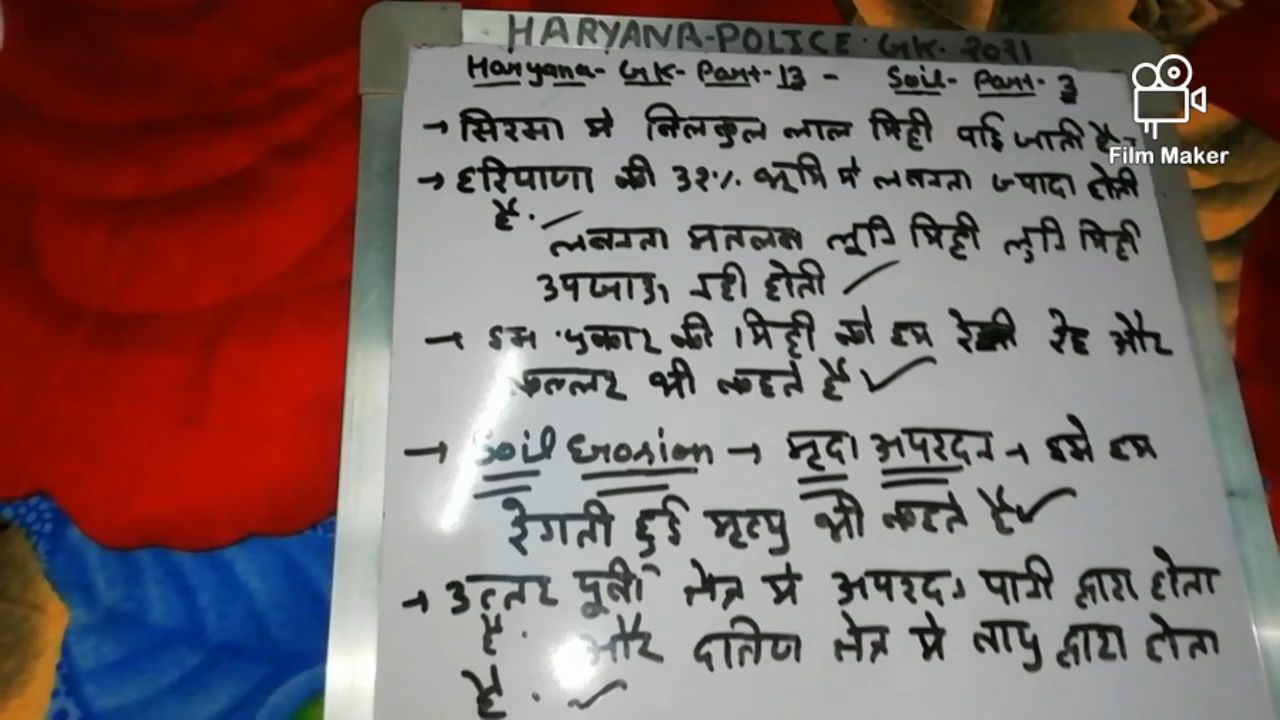 HARYANA-POLICE. GK. 2021
Haryana- GK- Part-13 - Soil- Part- 3
→ सिरसा मे बिलकुल लाल मिट्टी पाई जाती है-
→ हरियाणा की 32% भूमि मे लवणता ज्यादा होती
है.
लवणता मतलब लूनि मिट्टी लुनि मिट्टी
उपजाऊ नही होती
→ इस प्रकार की मिट्टी को हम रेह और
कल्लर भी कहते है
→ Soil Erosion → मृदा अपरदन → इसे हम
रेंगती हुई मृत्यु भी कहते है
→ उत्तर पूर्वी क्षेत्र मे अपरदन पानी द्वारा होता
है. और दक्षिण क्षेत्र मे वायु द्वारा होता
है.
Film Maker